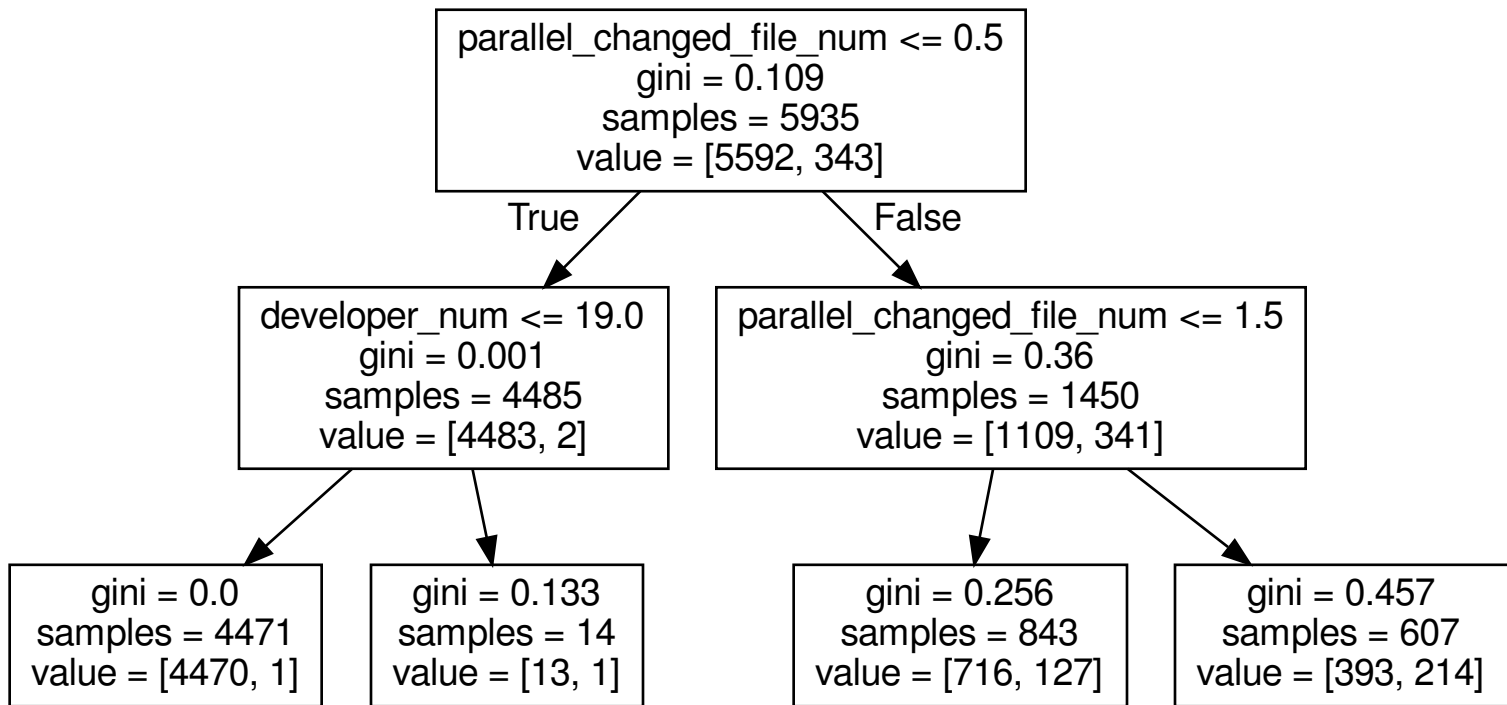 parallel_changed_file_num <= 0.5
gini = 0.109
samples = 5935
value = [5592, 343]
True
False
developer_num <= 19.0
gini = 0.001
samples = 4485
value = [4483, 2]
parallel_changed_file_num <= 1.5
gini = 0.36
samples = 1450
value = [1109, 341]
gini = 0.0
samples = 4471
value = [4470, 1]
gini = 0.133
samples = 14
value = [13, 1]
gini = 0.256
samples = 843
value = [716, 127]
gini = 0.457
samples = 607
value = [393, 214]